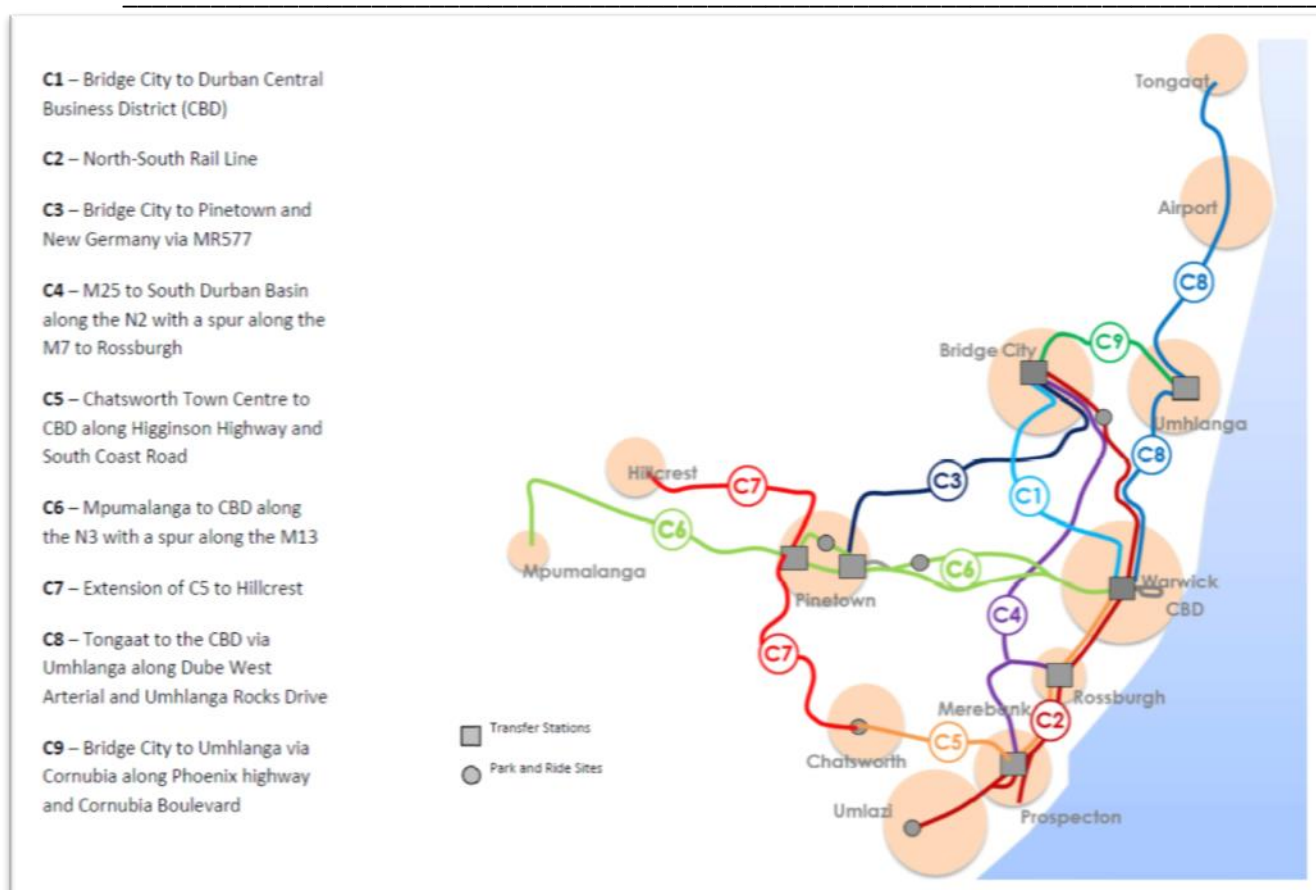 C1 – Bridge City to Durban Central
Business District (CBD)
C2 – North-South Rail Line
C3 – Bridge City to Pinetown and
New Germany via MR577
C4 – M25 to South Durban Basin
along the N2 with a spur along the
M7 to Rossburgh
C5 – Chatsworth Town Centre to
CBD along Higginson Highway and
South Coast Road
C6 – Mpumalanga to CBD along
the N3 with a spur along the M13
C7 – Extension of C5 to Hillcrest
C8 – Tongaat to the CBD via
Umhlanga along Dube West
Arterial and Umhlanga Rocks Drive
C9 – Bridge City to Umhlanga via
Cornubia along Phoenix highway
and Cornubia Boulevard
Transfer Stations
Park and Ride Sites
Tongaat
Airport
C8
Bridge City
C9
Umhlanga
C8
Hillcrest
C7
C3
C1
C6
Mpumalanga
C6
Pinetown
Warwick
CBD
C4
C7
Rossburgh
Merebank
C2
C5
Chatsworth
Umlazi
Prospecton